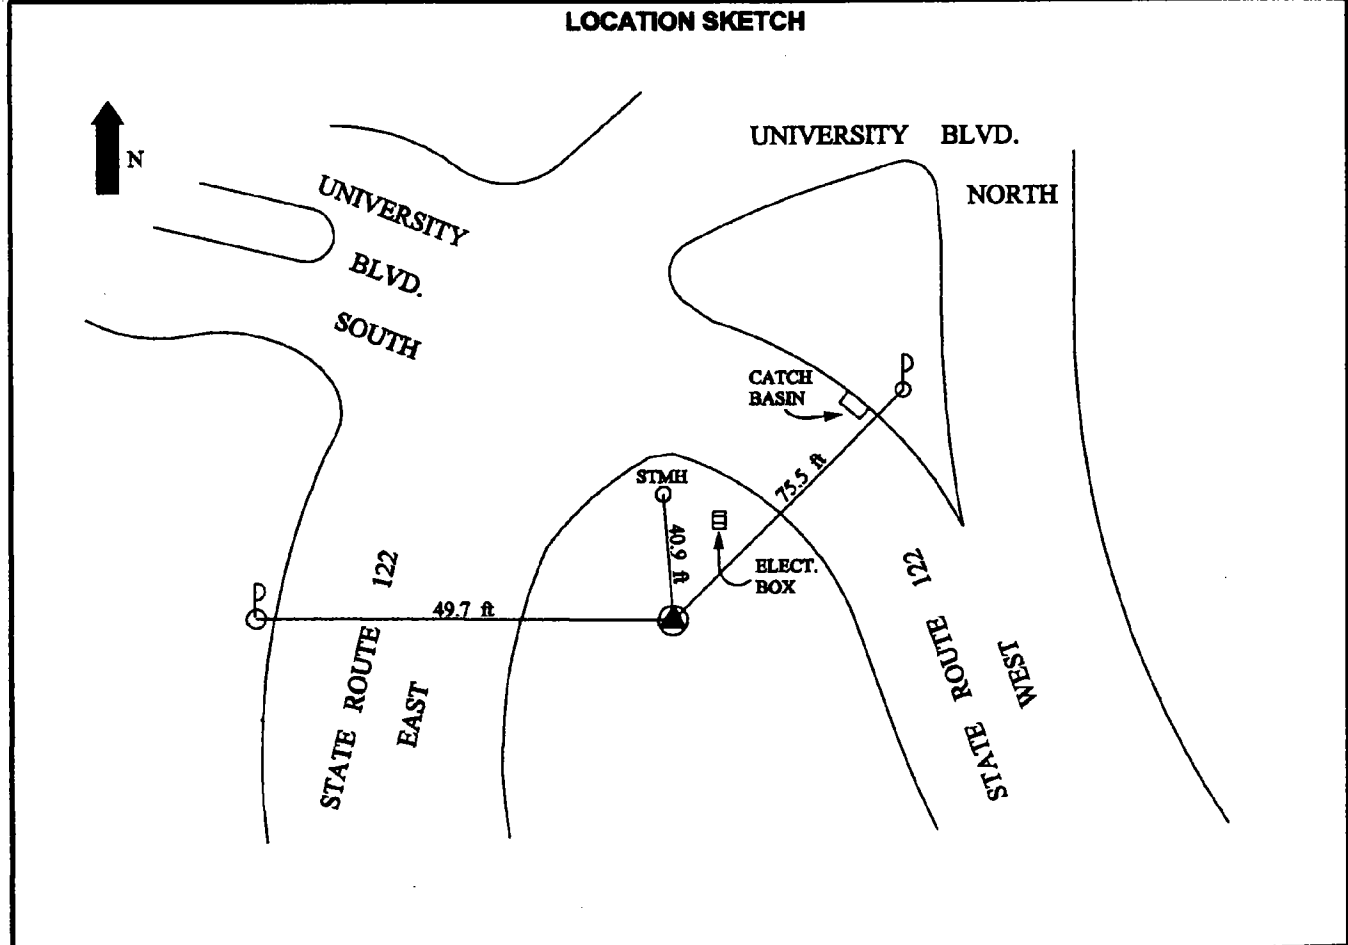 LOCATION SKETCH
N
UNIVERSITY BLVD.
NORTH
UNIVERSITY
BLVD.
SOUTH
CATCH
BASIN
75.5 ft
STMH
40.9 ft
ELECT.
BOX
49.7 ft
STATE ROUTE 122
EAST
STATE ROUTE 122
WEST